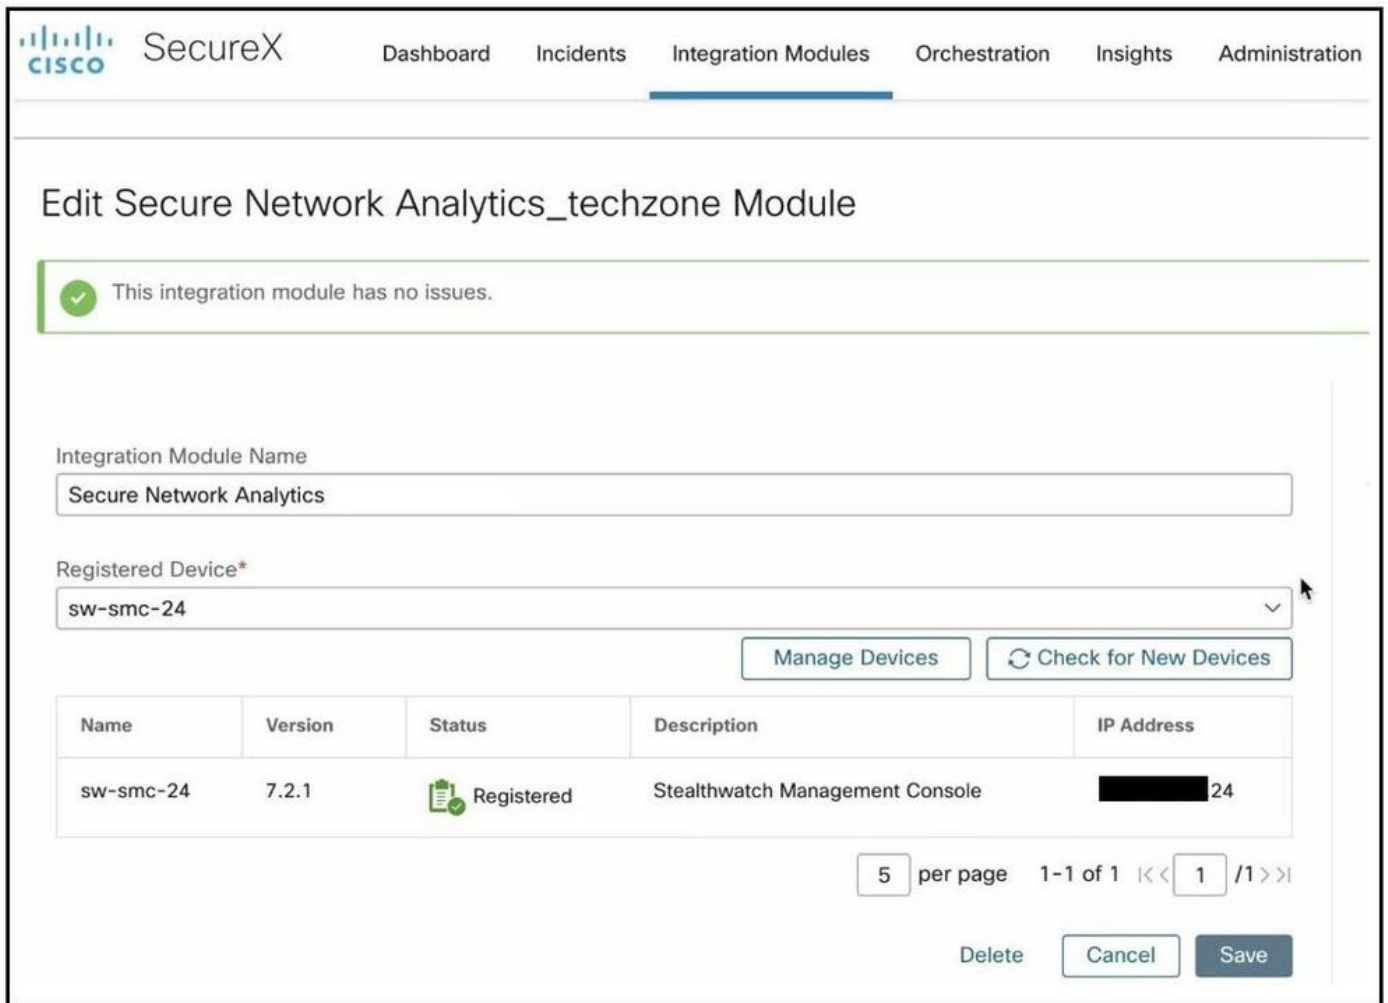 CISCO SecureX Dashboard Incidents Integration Modules Orchestration Insights Administration
Edit Secure Network Analytics_techzone Module
This integration module has no issues.
Integration Module Name
Secure Network Analytics
Registered Device*
sw-smc-24
Manage Devices Check for New Devices
Name Version Status Description IP Address
sw-smc-24 7.2.1 Registered Stealthwatch Management Console 24
5 per page 1-1 of 1 |< < 1 /1 > >|
Delete Cancel Save